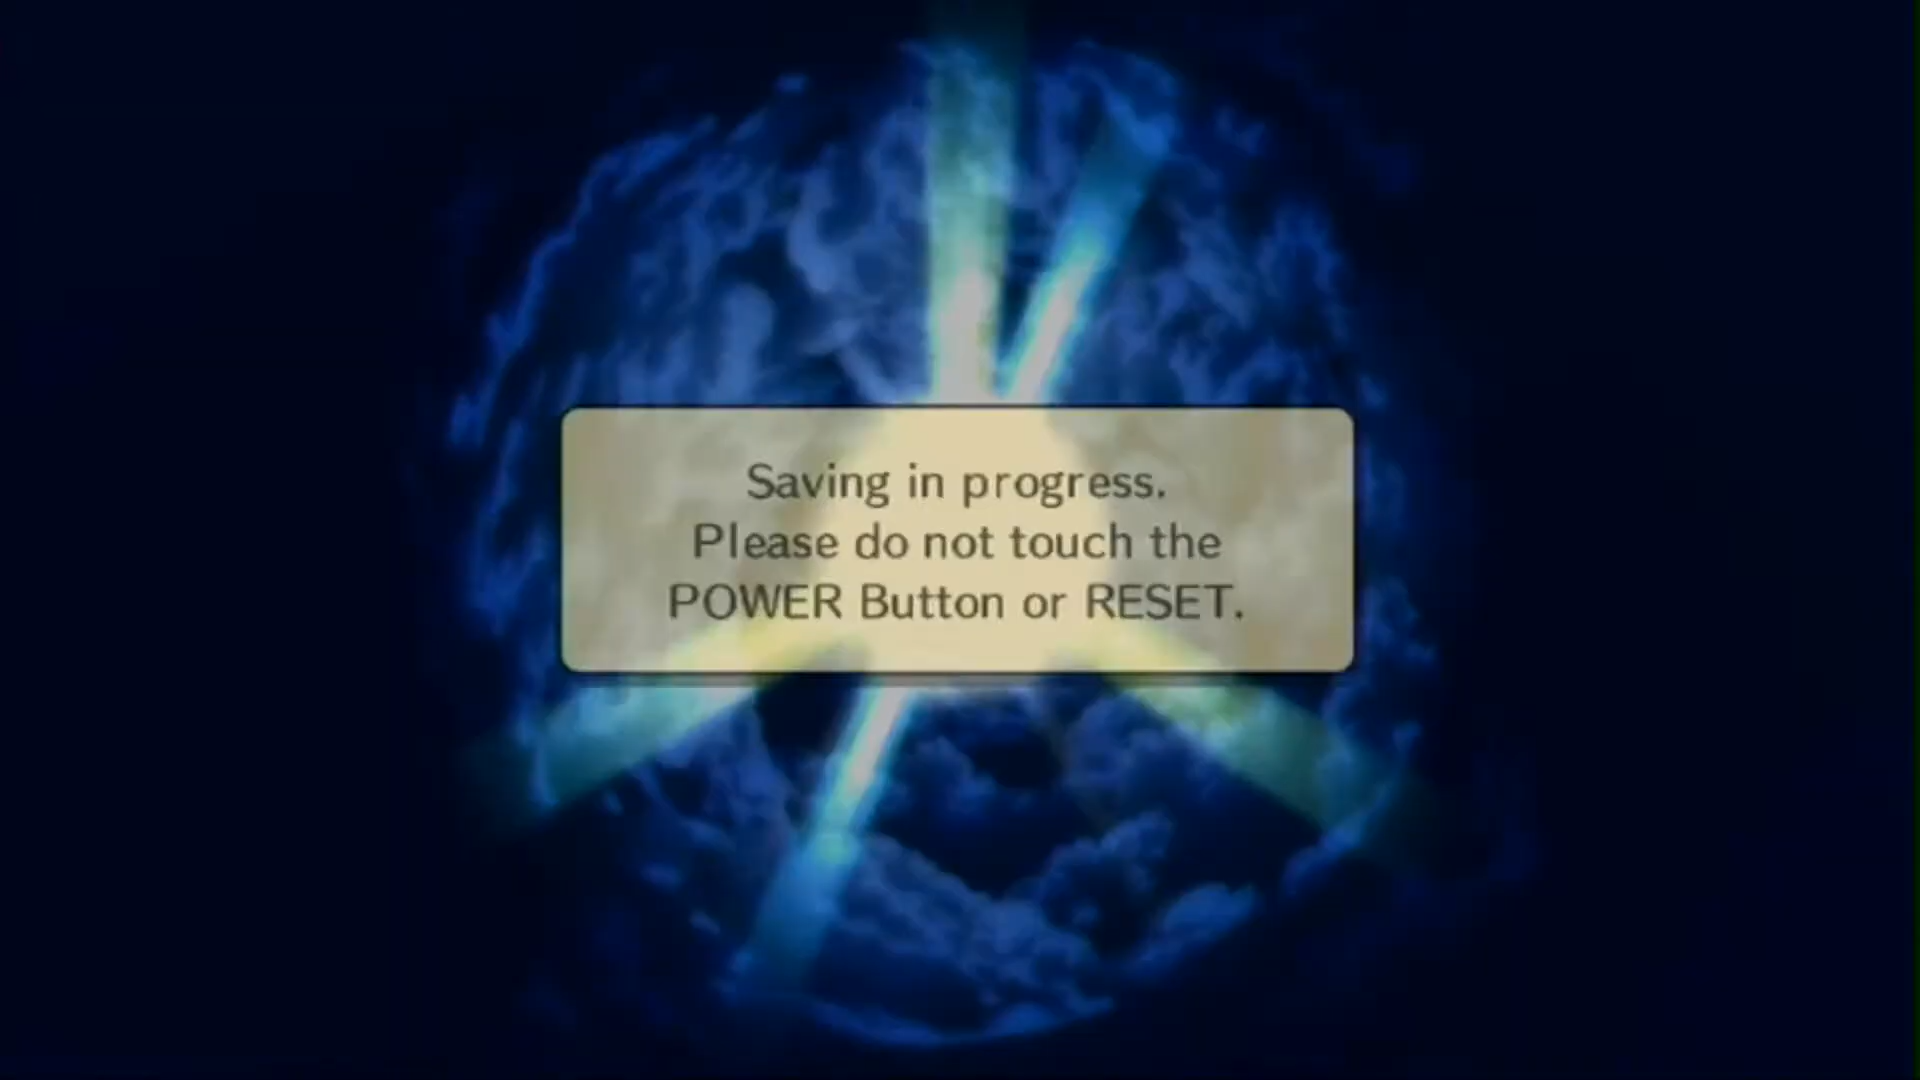 Saving in progress.
Please do not touch the
POWER Button or RESET.